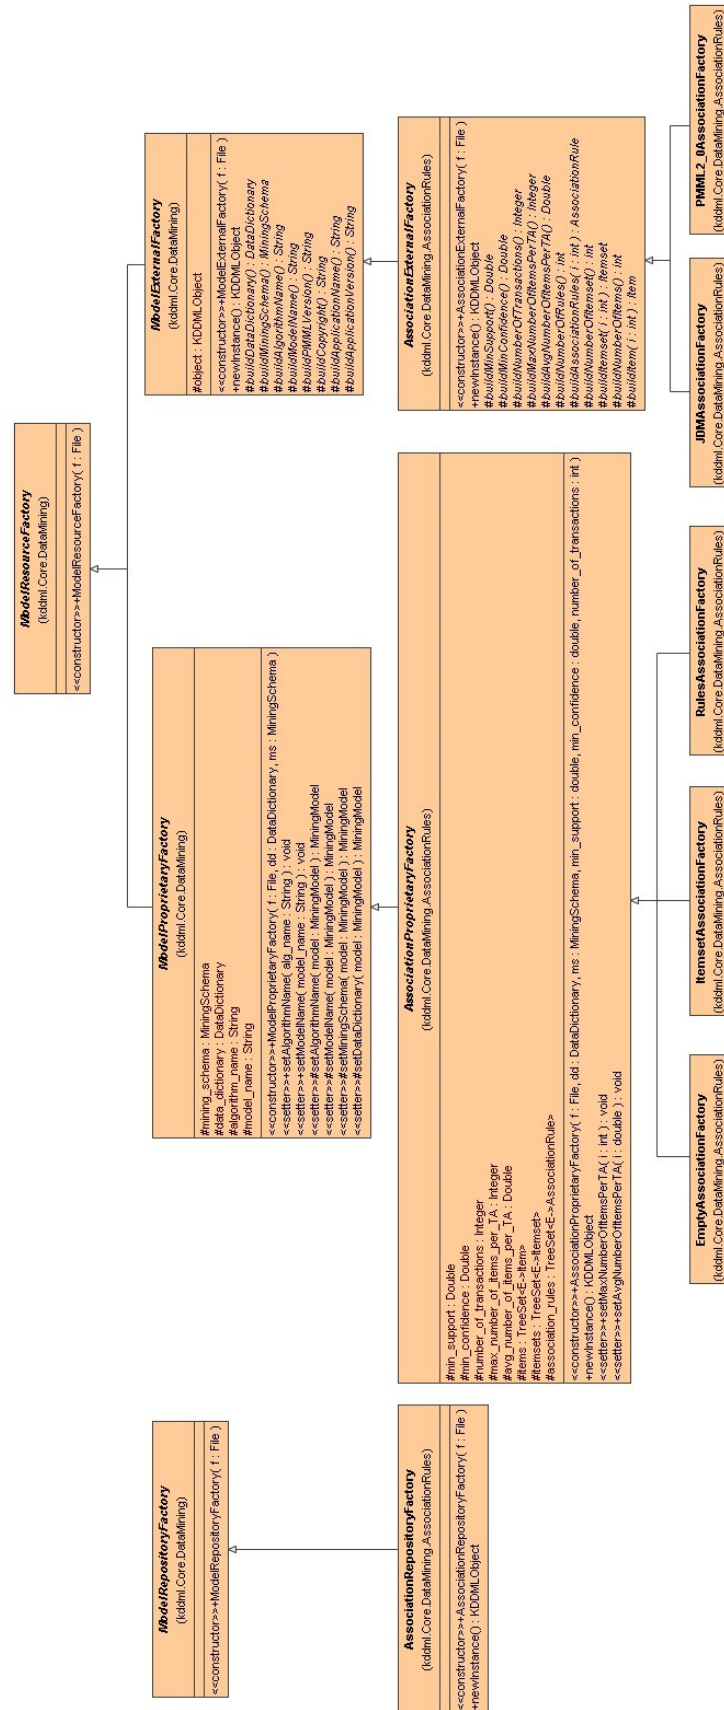 ModelResourceFactory
(kddml.Core.DataMining)
<<constructor>>+ModelResourceFactory( f : File )
ModelRepositoryFactory
(kddml.Core.DataMining)
<<constructor>>+ModelRepositoryFactory( f : File )
ModelProprietaryFactory
(kddml.Core.DataMining)
#mining_schema : MiningSchema
#data_dictionary : DataDictionary
#algorithm_name : String
#model_name : String
<<constructor>>+ModelProprietaryFactory( f : File, dd : DataDictionary, ms : MiningSchema )
<<setter>>+setAlgorithmName( alg_name : String ) : void
<<setter>>+setModelName( model_name : String ) : void
<<setter>>#setAlgorithmName( model : MiningModel ) : MiningModel
<<setter>>#setModelName( model : MiningModel ) : MiningModel
<<setter>>#setMiningSchema( model : MiningModel ) : MiningModel
<<setter>>#setDataDictionary( model : MiningModel ) : MiningModel
ModelExternalFactory
(kddml.Core.DataMining)
#object : KDDMLObject
<<constructor>>+ModelExternalFactory( f : File )
+newInstance() : KDDMLObject
#buildDataDictionary() : DataDictionary
#buildMiningSchema() : MiningSchema
#buildAlgorithmName() : String
#buildModelName() : String
#buildPMMLVersion() : String
#buildCopyright() : String
#buildApplicationName() : String
#buildApplicationVersion() : String
AssociationRepositoryFactory
(kddml.Core.DataMining.AssociationRules)
<<constructor>>+AssociationRepositoryFactory( f : File )
+newInstance() : KDDMLObject
AssociationProprietaryFactory
(kddml.Core.DataMining.AssociationRules)
#min_support : Double
#min_confidence : Double
#number_of_transactions : Integer
#max_number_of_items_per_TA : Integer
#avg_number_of_items_per_TA : Double
#items : TreeSet<E->Item>
#itemsets : TreeSet<E->Itemset>
#association_rules : TreeSet<E->AssociationRule>
<<constructor>>+AssociationProprietaryFactory( f : File, dd : DataDictionary, ms : MiningSchema, min_support : double, min_confidence : double, number_of_transactions : int )
+newInstance() : KDDMLObject
<<setter>>+setMaxNumberOfItemsPerTA( i : int ) : void
<<setter>>+setAvgNumberOfItemsPerTA( i : double ) : void
AssociationExternalFactory
(kddml.Core.DataMining.AssociationRules)
<<constructor>>+AssociationExternalFactory( f : File )
+newInstance() : KDDMLObject
#buildMinSupport() : Double
#buildMinConfidences() : Double
#buildNumberOfTransactions() : Integer
#buildMaxNumberOfItemsPerTA() : Integer
#buildAvgNumberOfItemsPerTA() : Double
#buildNumberOfRules() : int
#buildAssociationRules( i : int ) : AssociationRule
#buildNumberOfItemset() : int
#buildItemset( i : int ) : Itemset
#buildNumberOfItems() : int
#buildItem( i : int ) : Item
EmptyAssociationFactory
(kddml.Core.DataMining.AssociationRules)
ItemsetAssociationFactory
(kddml.Core.DataMining.AssociationRules)
RulesAssociationFactory
(kddml.Core.DataMining.AssociationRules)
JDMAssociationFactory
(kddml.Core.DataMining.AssociationRules)
PMML2_0AssociationFactory
(kddml.Core.DataMining.AssociationRules)